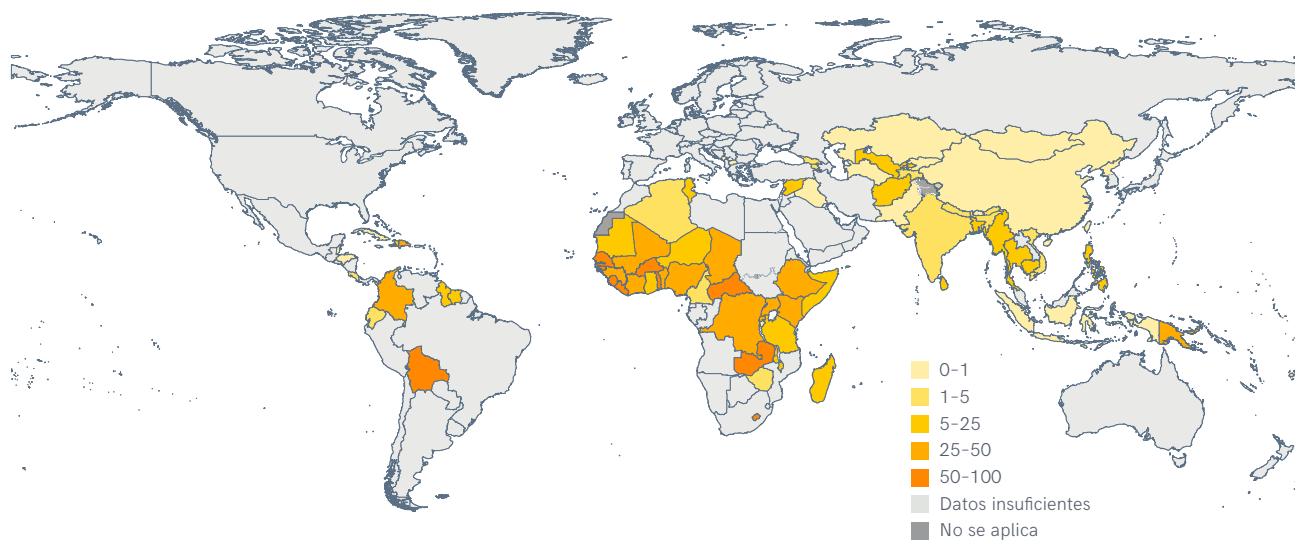 0-1
1-5
5-25
25-50
50-100
Datos insuficientes
No se aplica